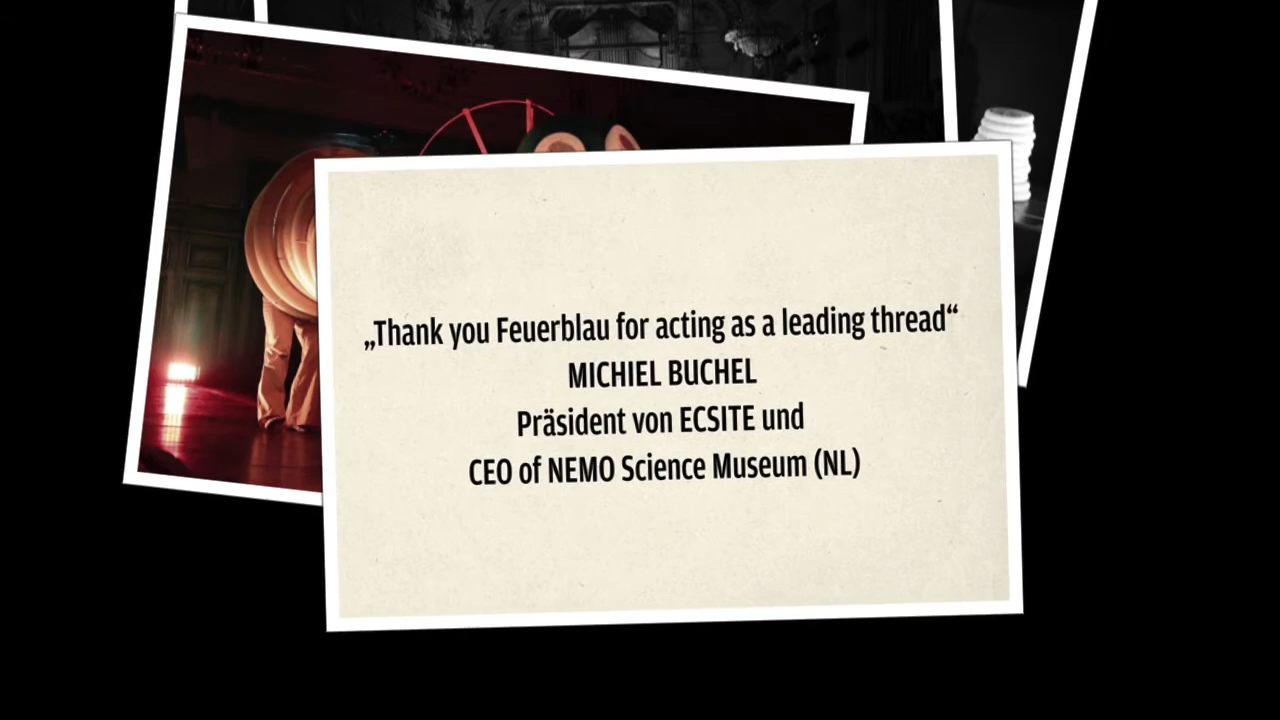 „Thank you Feuerblau for acting as a leading thread“
MICHIEL BUCHEL
Präsident von ECSITE und
CEO of NEMO Science Museum (NL)